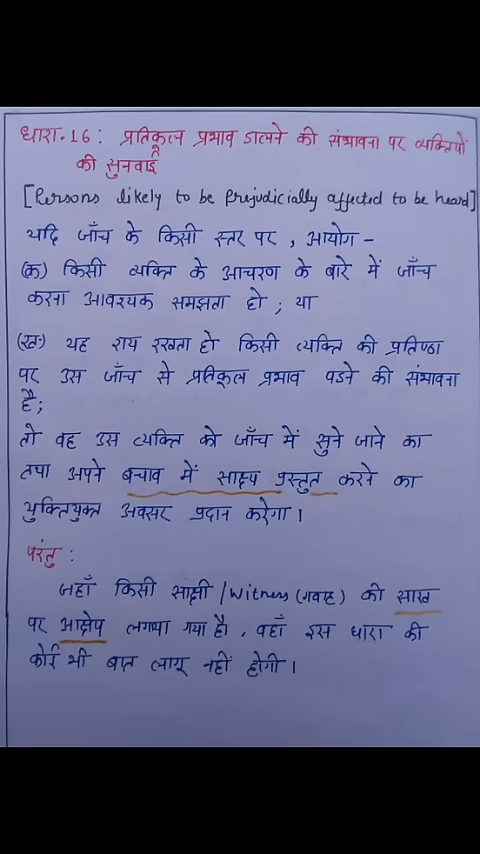 धारा.16: प्रतिकूल प्रभाव डालने की संभावना पर व्यक्तियों
की सुनवाई
[Persons likely to be prejudicially affected to be heard]
यदि जाँच के किसी स्तर पर, आयोग -
(क) किसी व्यक्ति के आचरण के बारे में जाँच
करना आवश्यक समझता हो; या
(ख) यह राय रखता हो किसी व्यक्ति की प्रतिष्ठा
पर उस जाँच से प्रतिकूल प्रभाव पडने की संभावना
है;
तो वह उस व्यक्ति को जाँच में सुने जाने का
तथा अपने बचाव में साक्ष्य प्रस्तुत करने का
युक्तियुक्त अवसर प्रदान करेगा।
परंतु :
जहाँ किसी साक्षी /Witness (गवाह) की साख
पर आक्षेप लगाया गया है, वहाँ इस धारा की
कोई भी बात लागू नहीं होगी।